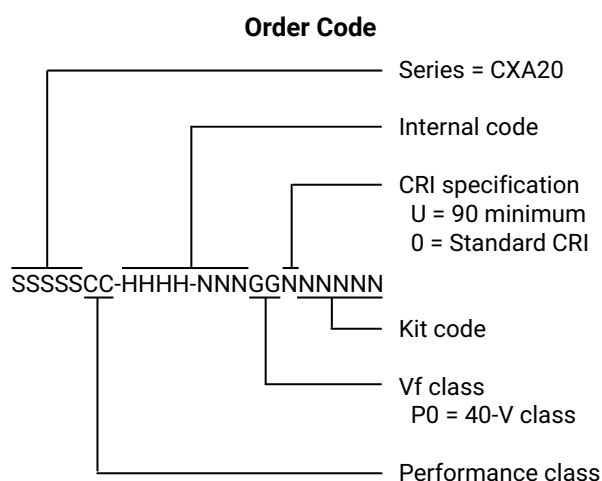 Order Code
Series = CXA20
Internal code
CRI specification
U = 90 minimum
0 = Standard CRI
SSSSSCC-HHHH-NNNGGNNNNNN
Kit code
Vf class
P0 = 40-V class
Performance class